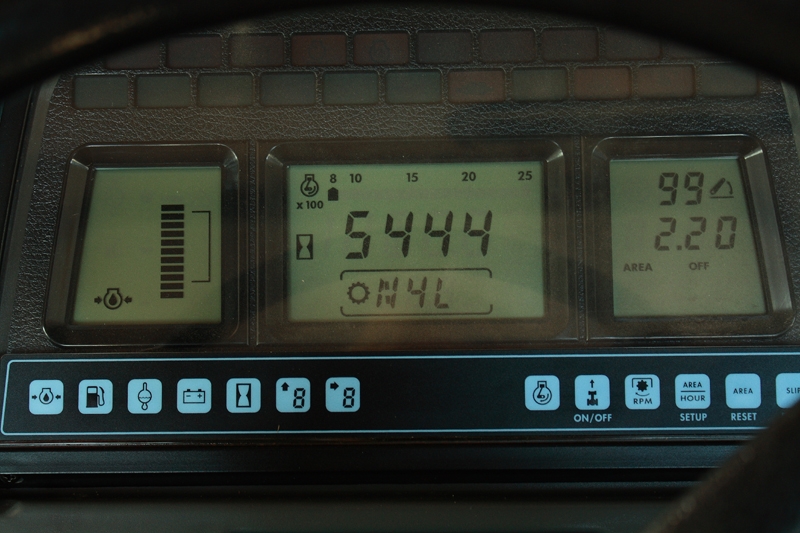 8 10 15 20 25
x 100
5444
N4L
99
2.20
AREA OFF
8
8
ON/OFF
RPM
AREA
HOUR
SETUP
AREA
RESET